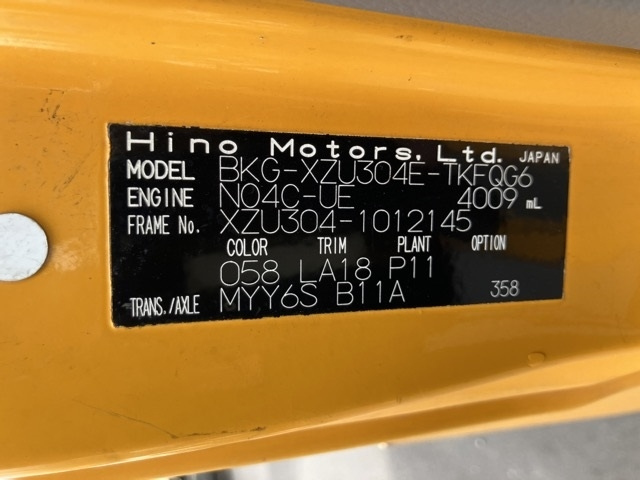 Hino Motors, Ltd. JAPAN
MODEL BKG-XZU304E-TKFQG6
ENGINE N04C-UE 4009 mL
FRAME No. XZU304-1012145
COLOR TRIM PLANT OPTION
058 LA18 P11
TRANS./AXLE MYY6S B11A 358